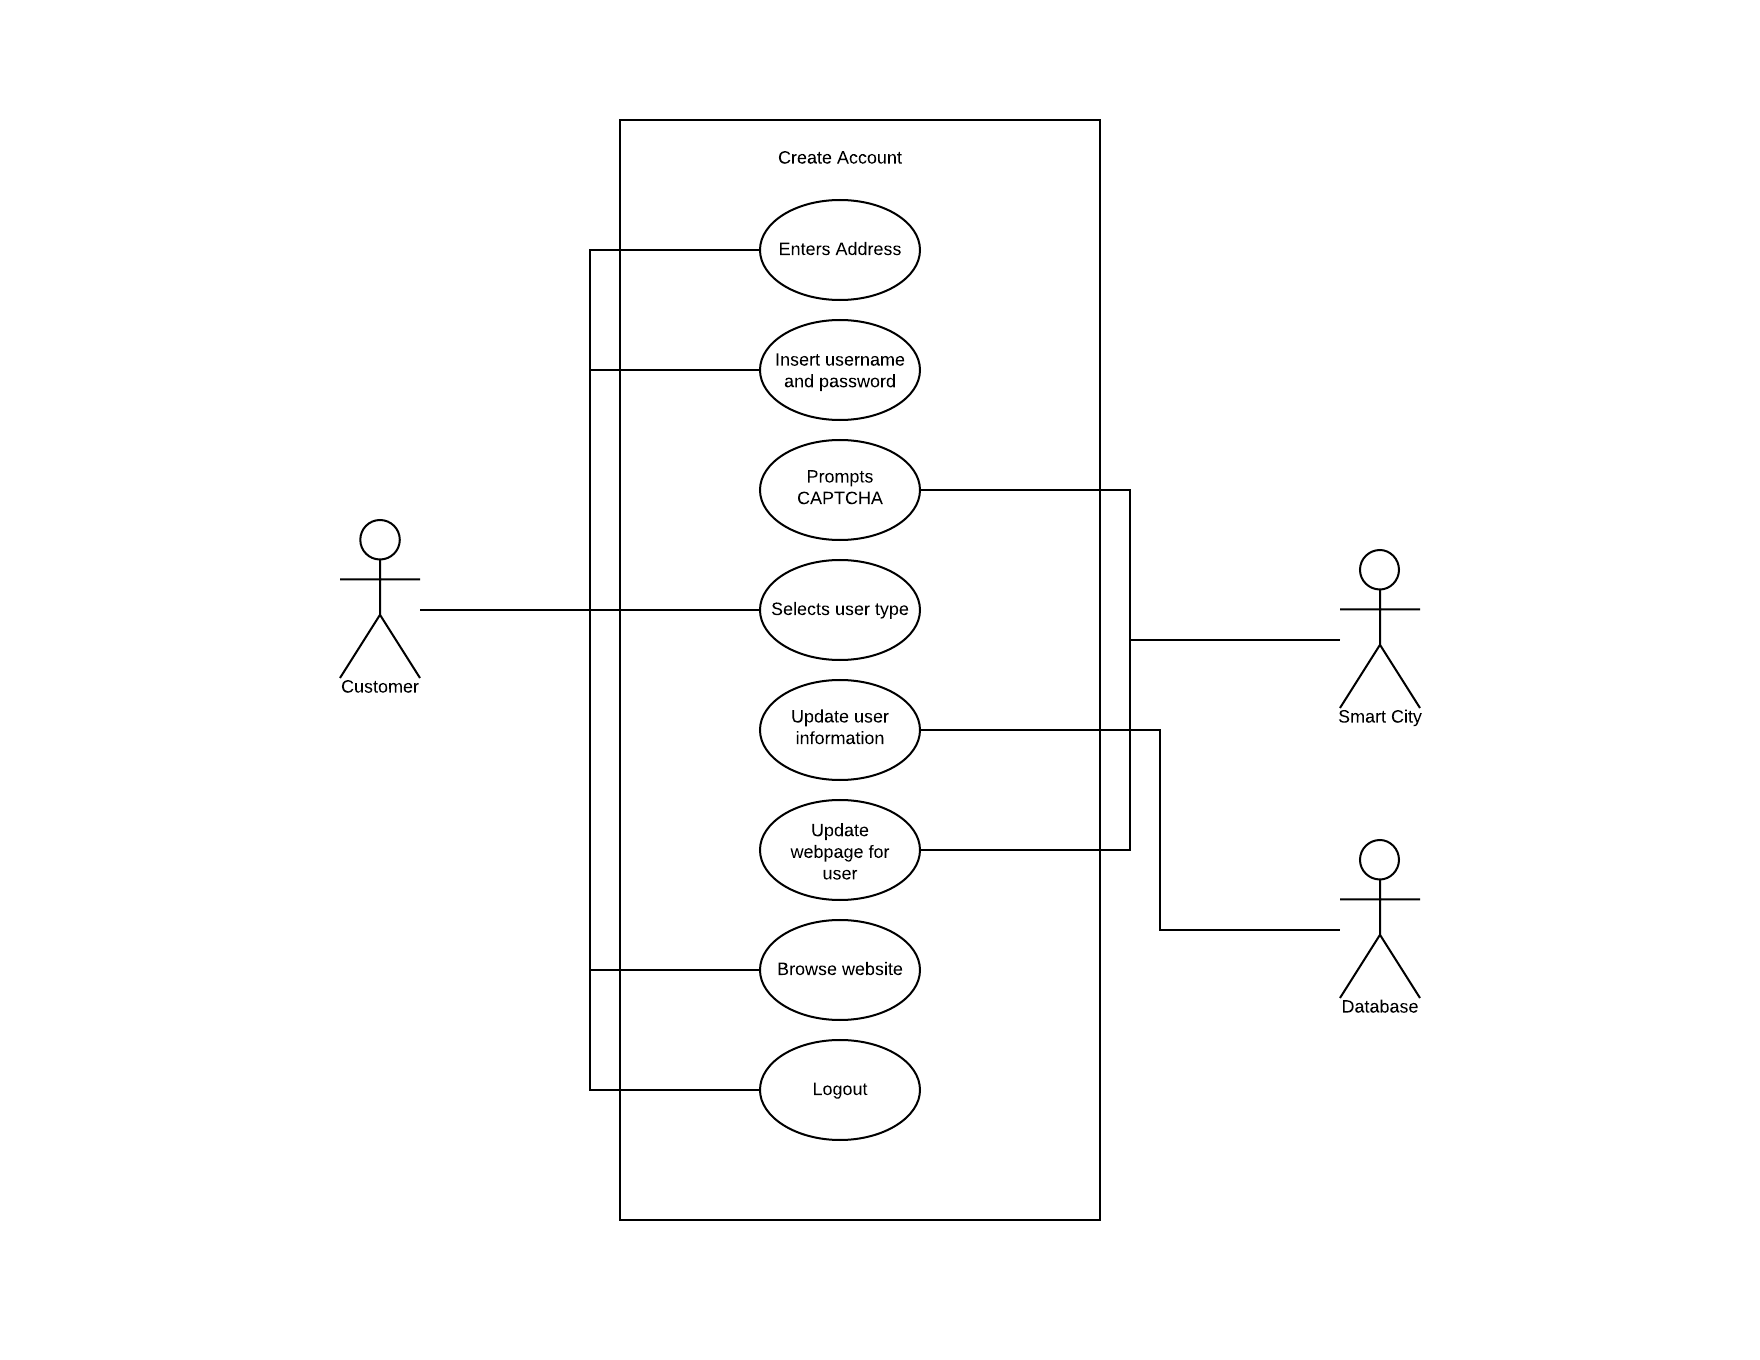 Create Account
Enters Address
Insert username
and password
Prompts
CAPTCHA
Selects user type
Customer
Update user
information
Smart City
Update
webpage for
user
Browse website
Database
Logout